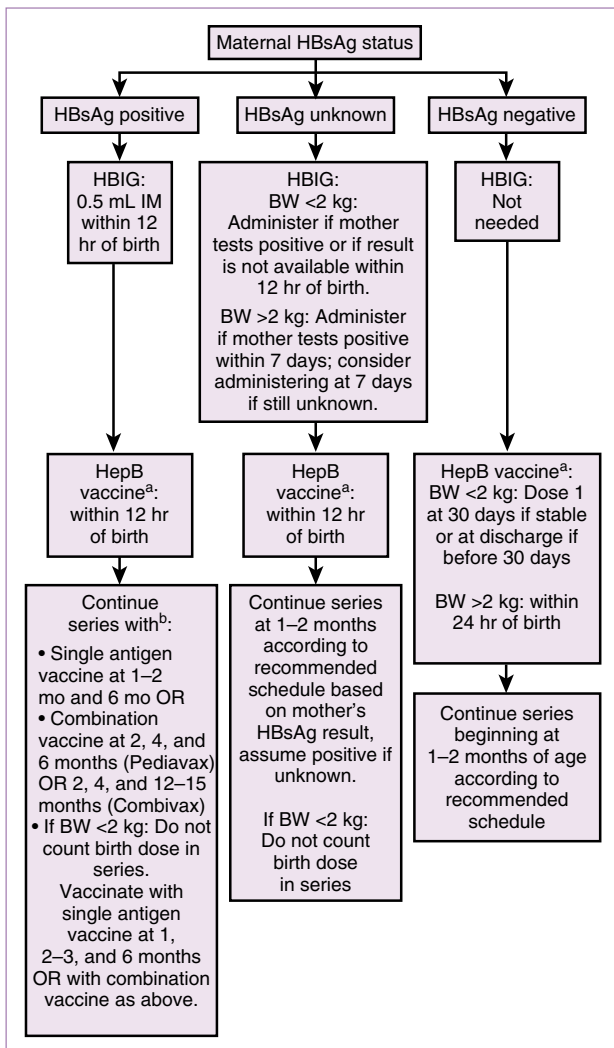 Maternal HBsAg status
HBsAg positive
HBsAg unknown
HBsAg negative
HBIG:
0.5 mL IM
within 12
hr of birth
HBIG:
BW <2 kg:
Administer if mother
tests positive or if result
is not available within
12 hr of birth.
BW >2 kg: Administer
if mother tests positive
within 7 days; consider
administering at 7 days
if still unknown.
HBIG:
Not
needed
HepB
vaccineᵃ:
within 12 hr
of birth
HepB
vaccineᵃ:
within 12 hr
of birth
HepB vaccineᵃ:
BW <2 kg: Dose 1
at 30 days if stable
or at discharge if
before 30 days
BW >2 kg: within
24 hr of birth
Continue
series withᵇ:
• Single antigen
vaccine at 1–2
mo and 6 mo OR
• Combination
vaccine at 2, 4, and
6 months (Pediavax)
OR 2, 4, and 12–15
months (Combivax)
• If BW <2 kg: Do not
count birth dose in
series.
Vaccinate with
single antigen
vaccine at 1,
2–3, and 6 months
OR with combination
vaccine as above.
Continue series
at 1–2 months
according to
recommended
schedule based
on mother’s
HBsAg result,
assume positive if
unknown.
If BW <2 kg:
Do not count
birth dose
in series
Continue series
beginning at
1–2 months of age
according to
recommended
schedule